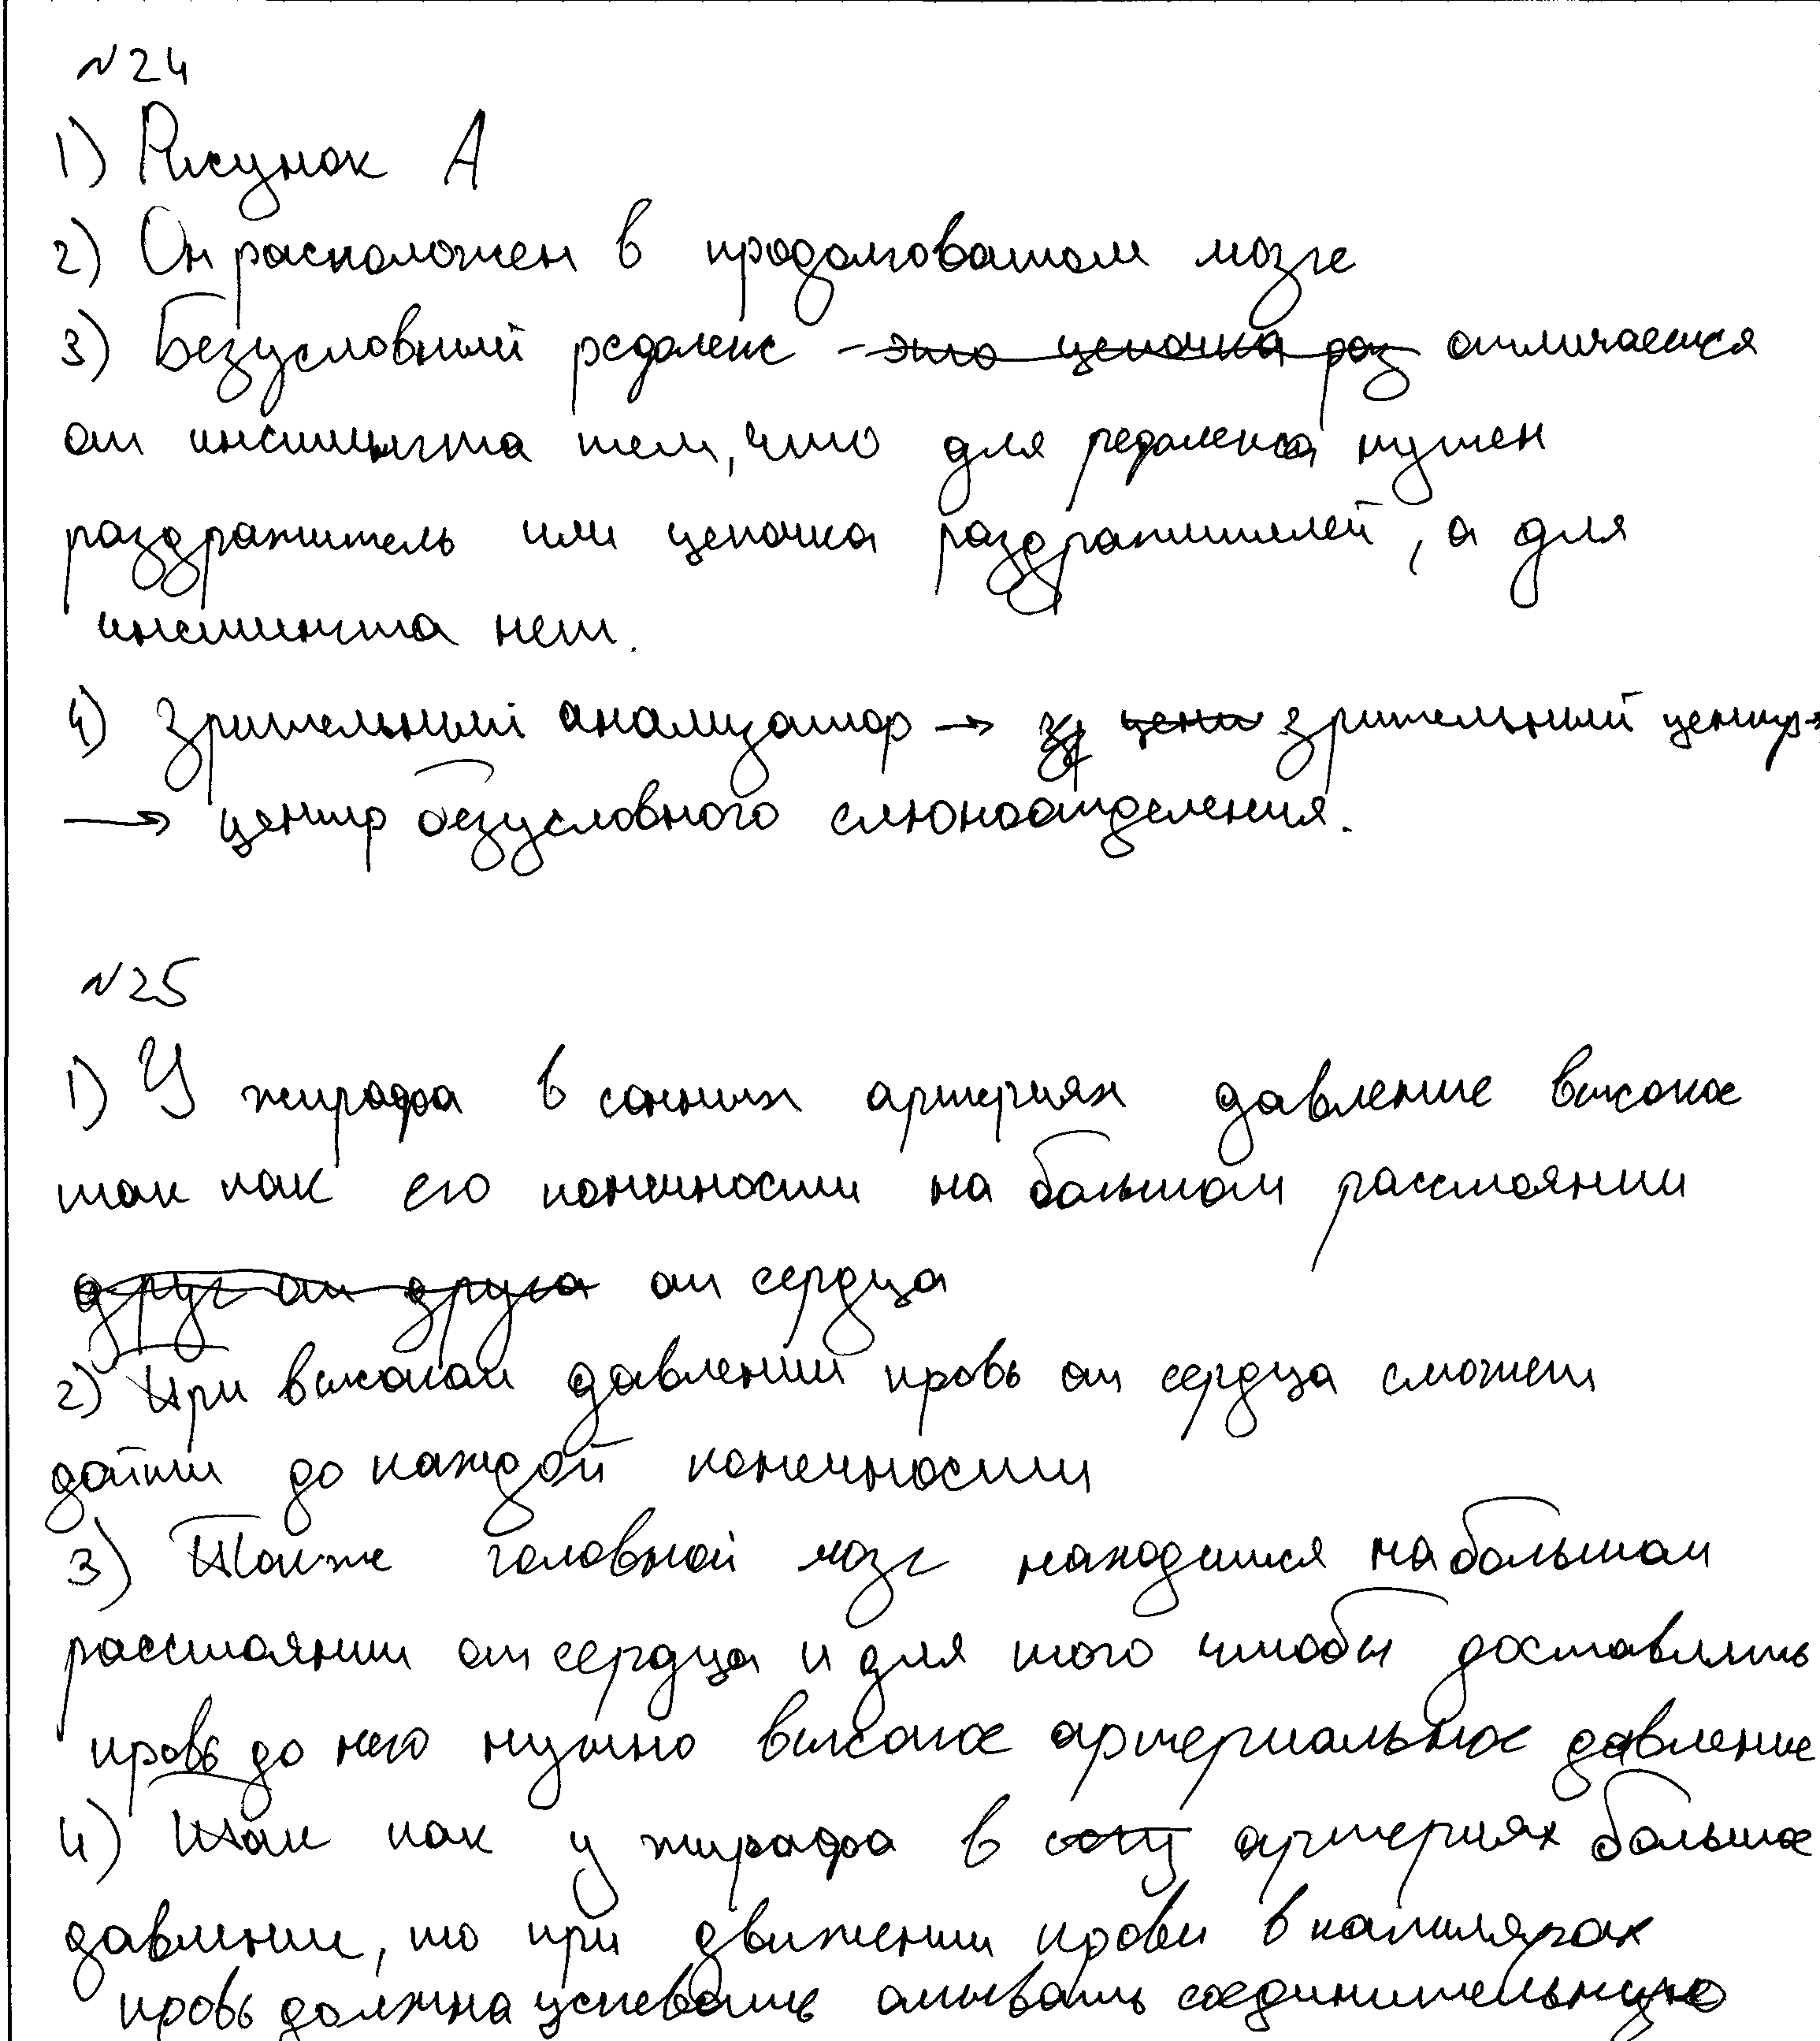 №24
1) Рисунок А
2) Он расположен в продолговатом мозге
3) Безусловный рефлекс - это цепочка раз отличается
от инстинкта тем, что для рефлекса нужен
раздражитель или цепочка раздражителей, а для
инстинкта нет.
4) Зрительный анализатор → зр цент зрительный центр →
→ центр безусловного слюноотделения.
№25
1) У жирафа в сонных артериях давление высокое
так как его конечности на большом расстоянии
друг от друга от сердца
2) При высоком давлении кровь от сердца сможет
дойти до каждой конечности
3) Также головной мозг находится на большом
расстоянии от сердца и для того чтобы доставлять
кровь до него нужно высокое артериальное давление
4) Так как у жирафа в артериях большое
давление, то при движении крови в капилярах
кровь должна успевать омывать соединительную